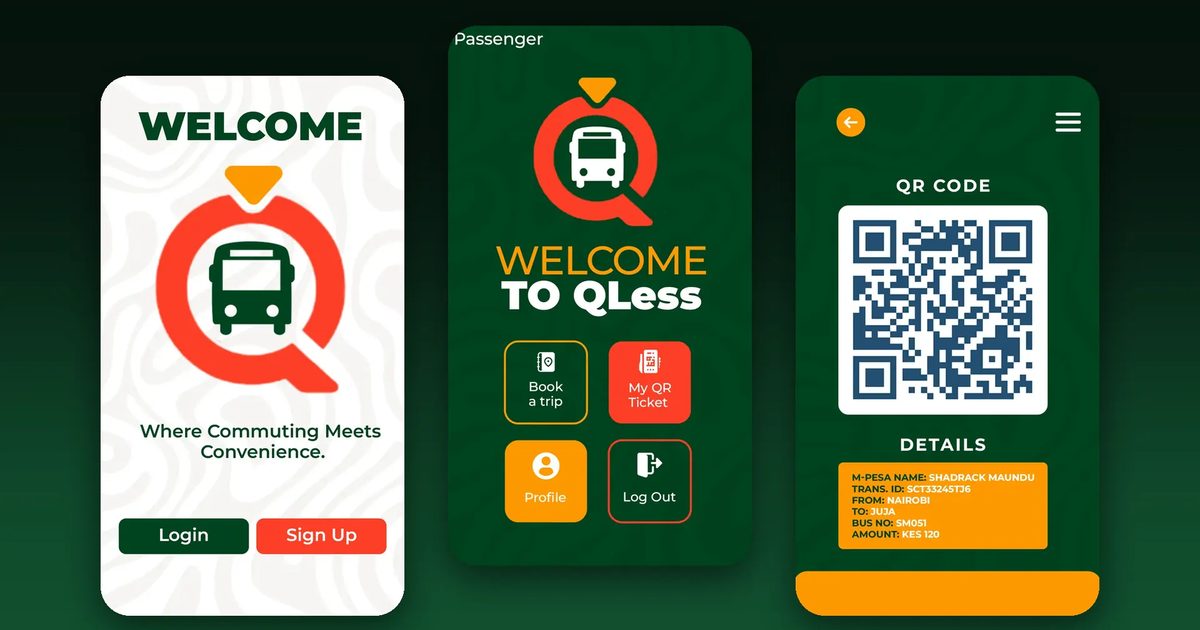 WELCOME
Where Commuting Meets
Convenience.
Login
Sign Up
Passenger
WELCOME
TO QLess
Book
a trip
My QR
Ticket
Profile
Log Out
QR CODE
DETAILS
M-PESA NAME: SHADRACK MAUNDU
TRANS. ID: SCT33245TJ6
FROM: NAIROBI
TO: JUJA
BUS NO: SM051
AMOUNT: KES 120